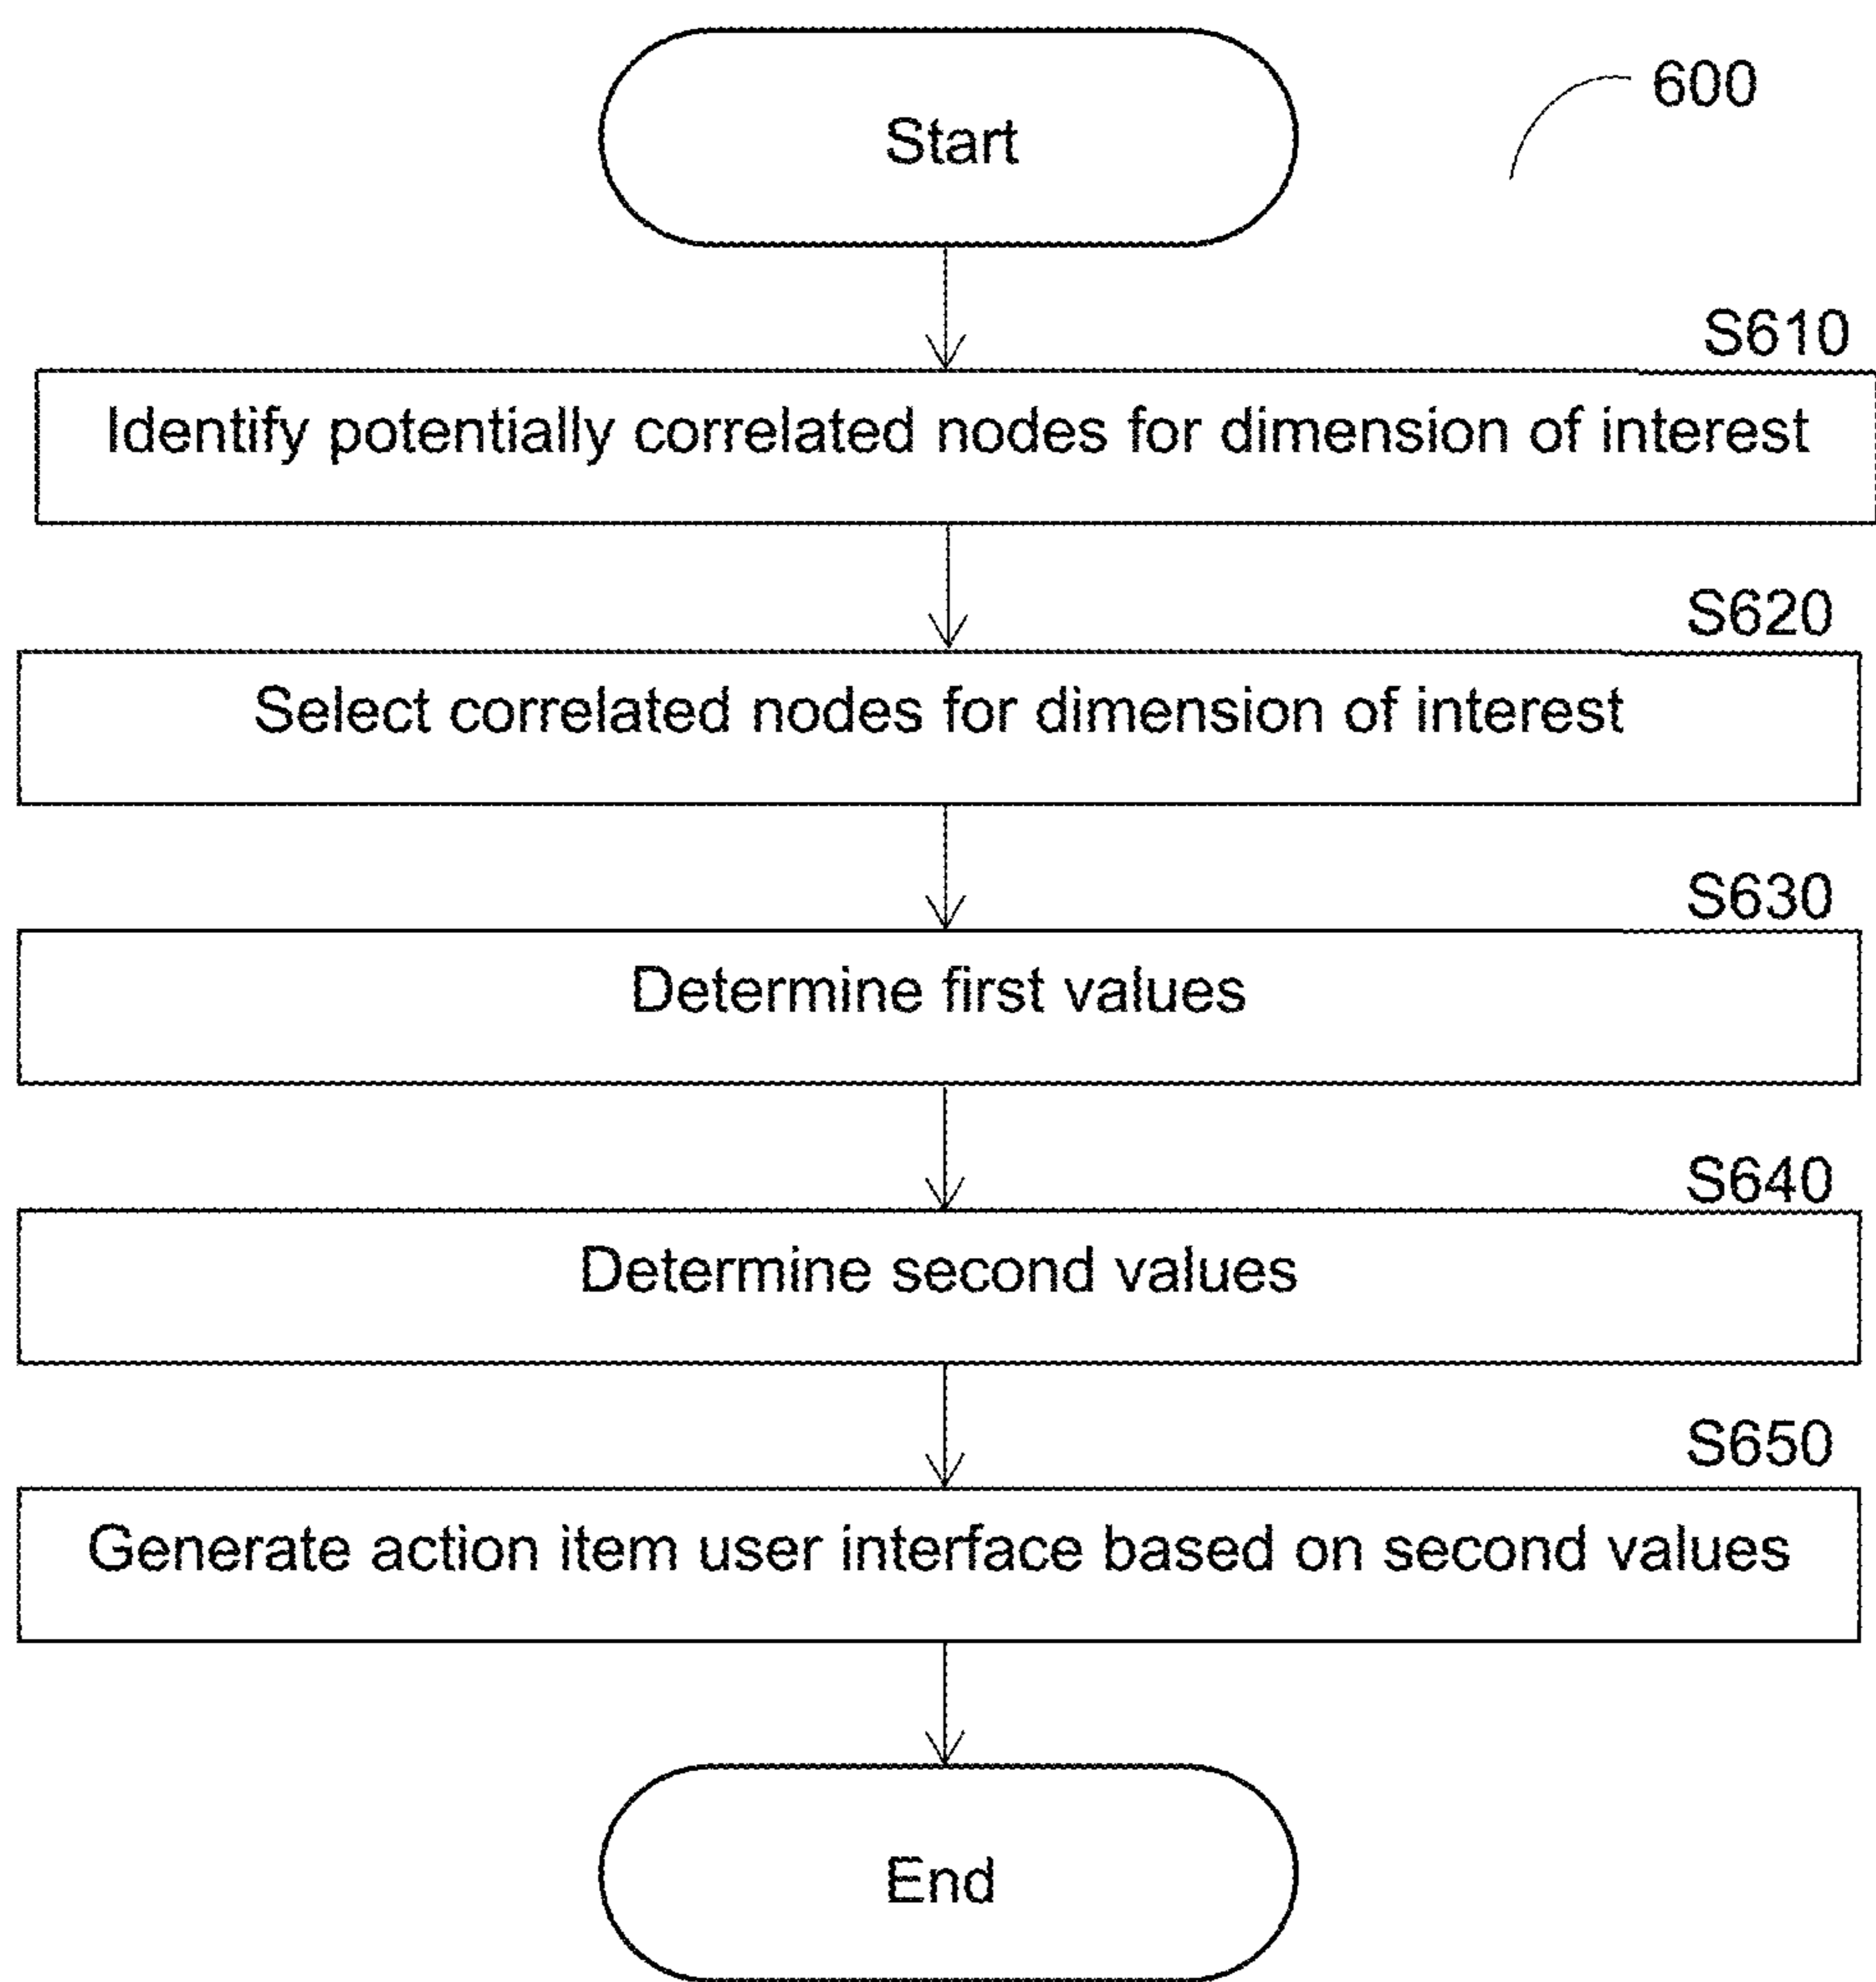 Start
600
S610
Identify potentially correlated nodes for dimension of interest
S620
Select correlated nodes for dimension of interest
S630
Determine first values
S640
Determine second values
S650
Generate action item user interface based on second values
End